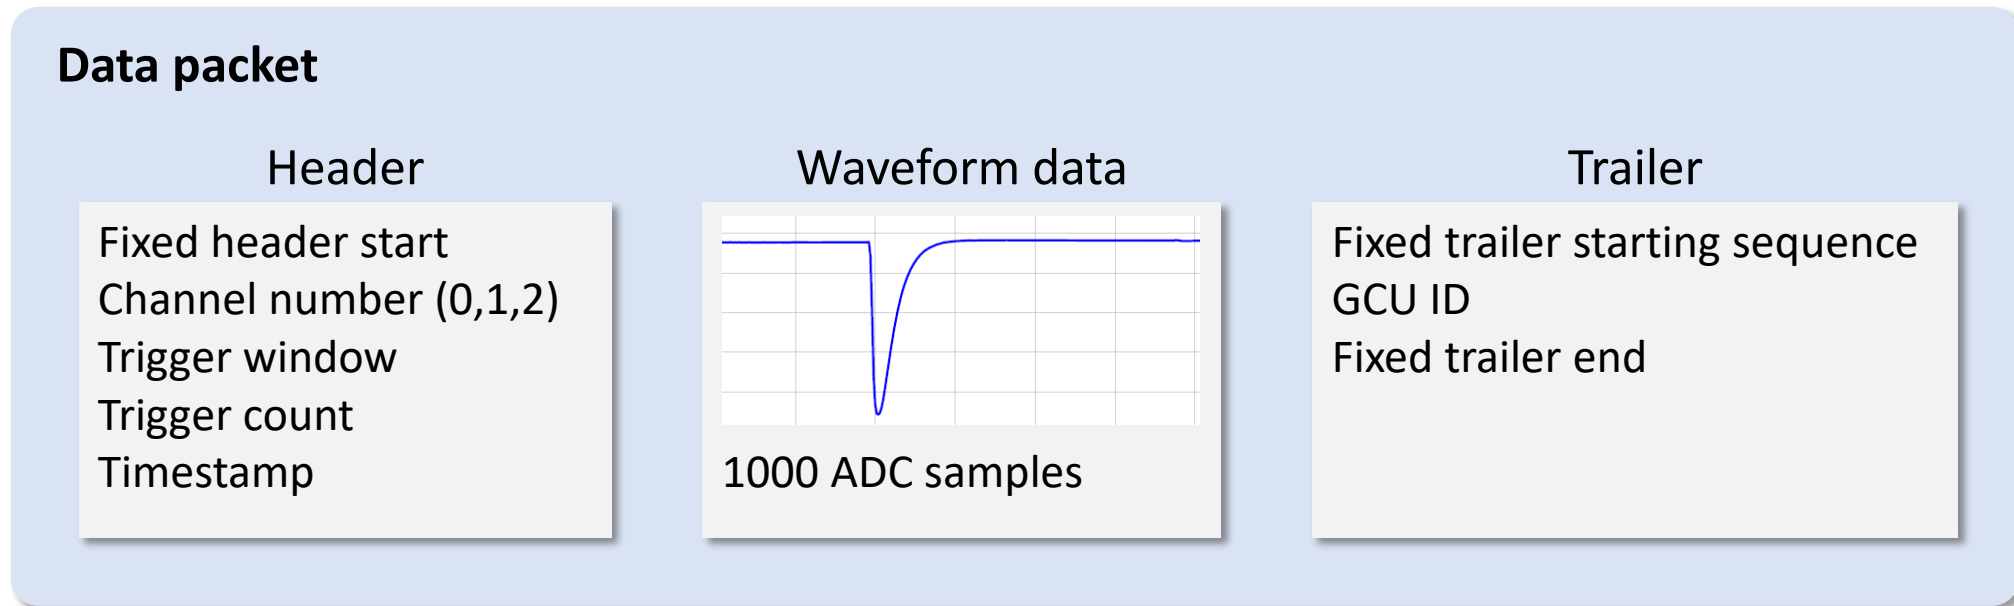 Data packet
Header
Fixed header start
Channel number (0,1,2)
Trigger window
Trigger count
Timestamp
Waveform data
1000 ADC samples
Trailer
Fixed trailer starting sequence
GCU ID
Fixed trailer end